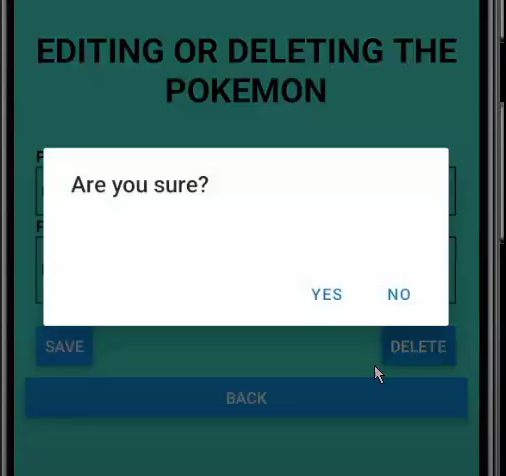 EDITING OR DELETING THE
POKEMON
Are you sure?
YES NO
SAVE DELETE
BACK